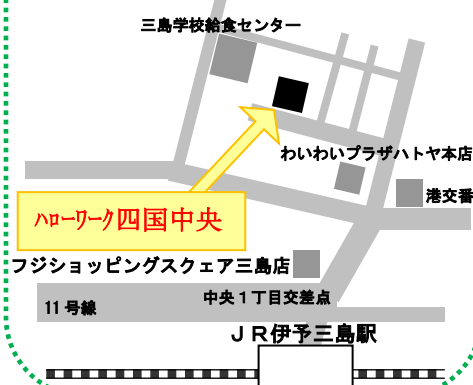 三島学校給食センター
わいわいプラザハトヤ本店
港交番
ﾊﾛｰﾜｰｸ四国中央
フジショッピングスクェア三島店
中央１丁目交差点
11号線
ＪＲ伊予三島駅